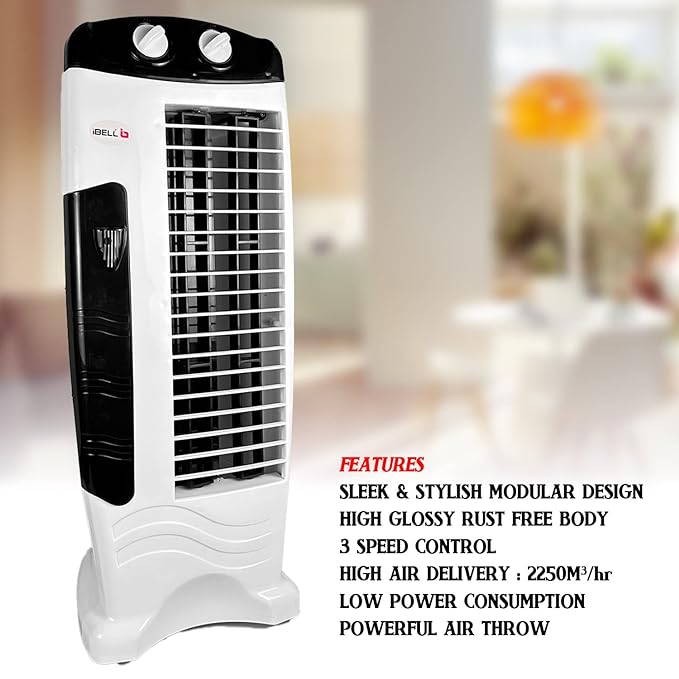 iBELL b
FEATURES
SLEEK & STYLISH MODULAR DESIGN
HIGH GLOSSY RUST FREE BODY
3 SPEED CONTROL
HIGH AIR DELIVERY : 2250M³/hr
LOW POWER CONSUMPTION
POWERFUL AIR THROW